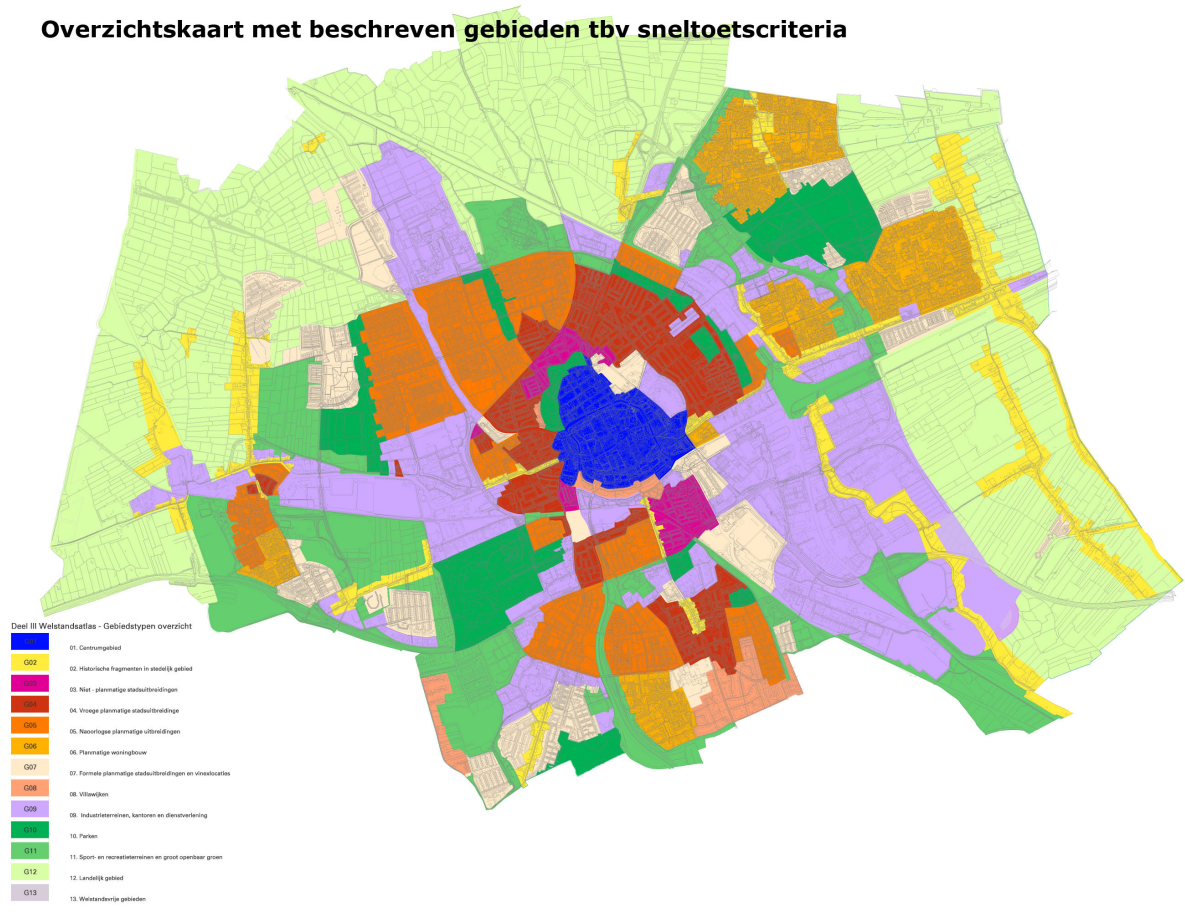 Overzichtskaart met beschreven gebieden tbv sneltoetscriteria
Deel III Welstandsatlas - Gebiedstypen overzicht
G01 01. Centrumgebied
G02 02. Historische fragmenten in stedelijk gebied
G03 03. Niet - planmatige stadsuitbreidingen
G04 04. Vroege planmatige stadsuitbreidinge
G05 05. Naoorlogse planmatige uitbreidingen
G06 06. Planmatige woningbouw
G07 07. Formele planmatige stadsuitbreidingen en vinexlocaties
G08 08. Villawijken
G09 09. Industrieterreinen, kantoren en dienstverlening
G10 10. Parken
G11 11. Sport- en recreatieterreinen en groot openbaar groen
G12 12. Landelijk gebied
G13 13. Welstandsvrije gebieden